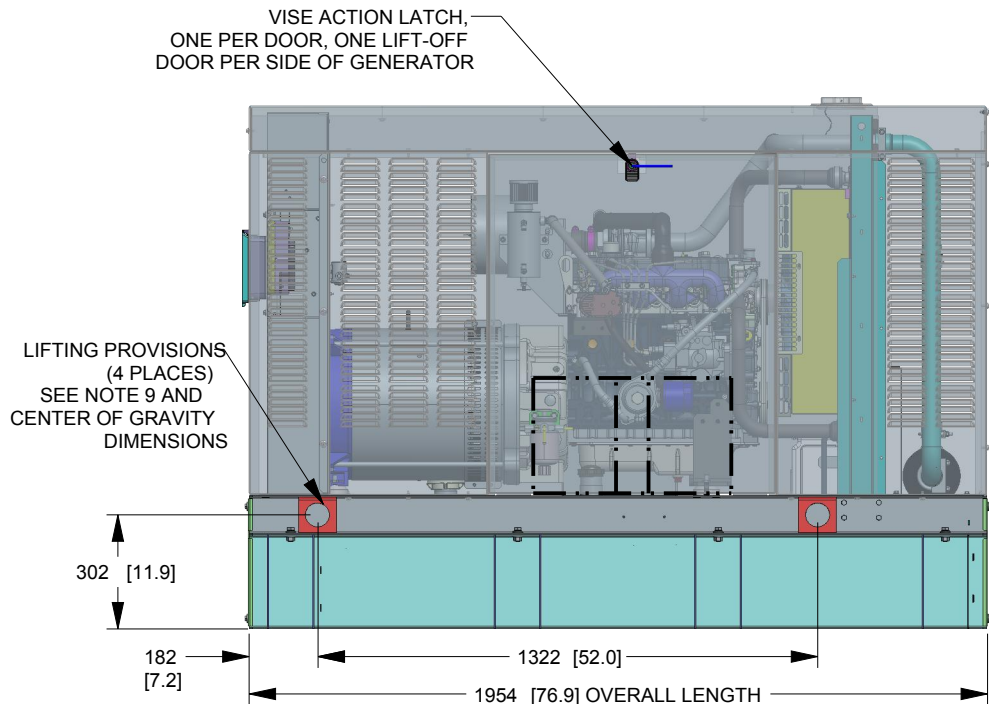 VISE ACTION LATCH,
ONE PER DOOR, ONE LIFT-OFF
DOOR PER SIDE OF GENERATOR
LIFTING PROVISIONS
(4 PLACES)
SEE NOTE 9 AND
CENTER OF GRAVITY
DIMENSIONS
302 [11.9]
182
[7.2]
1322 [52.0]
1954 [76.9] OVERALL LENGTH